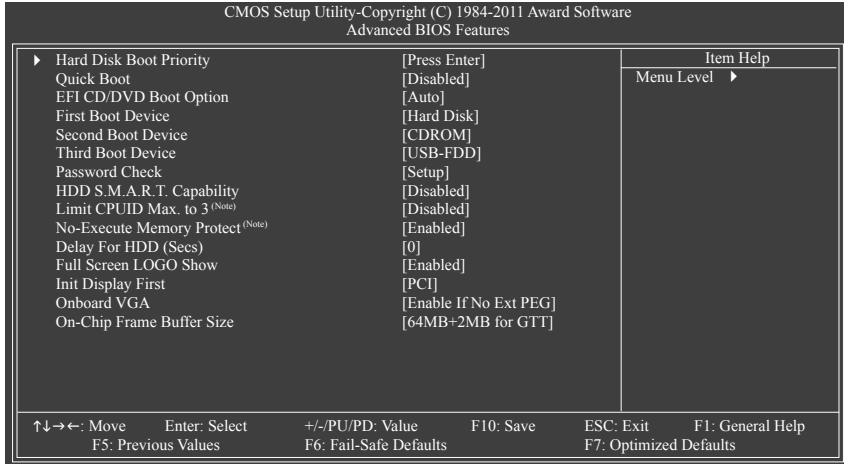 CMOS Setup Utility-Copyright (C) 1984-2011 Award Software
Advanced BIOS Features
▶ Hard Disk Boot Priority [Press Enter]
Quick Boot [Disabled]
EFI CD/DVD Boot Option [Auto]
First Boot Device [Hard Disk]
Second Boot Device [CDROM]
Third Boot Device [USB-FDD]
Password Check [Setup]
HDD S.M.A.R.T. Capability [Disabled]
Limit CPUID Max. to 3 (Note) [Disabled]
No-Execute Memory Protect (Note) [Enabled]
Delay For HDD (Secs) [0]
Full Screen LOGO Show [Enabled]
Init Display First [PCI]
Onboard VGA [Enable If No Ext PEG]
On-Chip Frame Buffer Size [64MB+2MB for GTT]
Item Help
Menu Level ▶
↑↓→←: Move Enter: Select +/-/PU/PD: Value F10: Save ESC: Exit F1: General Help
F5: Previous Values F6: Fail-Safe Defaults F7: Optimized Defaults